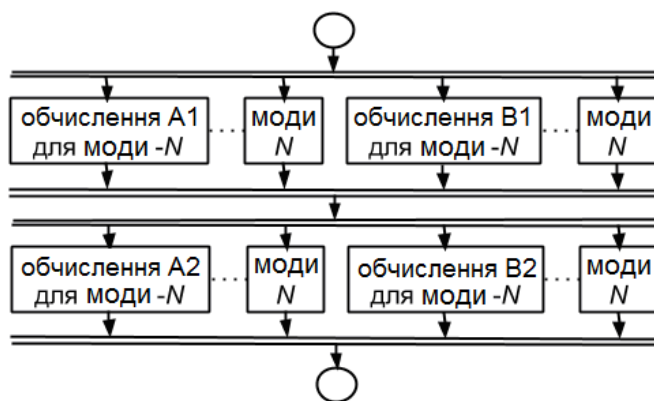 обчислення A1
для моди -N
моди
N
обчислення B1
для моди -N
моди
N
обчислення A2
для моди -N
моди
N
обчислення B2
для моди -N
моди
N